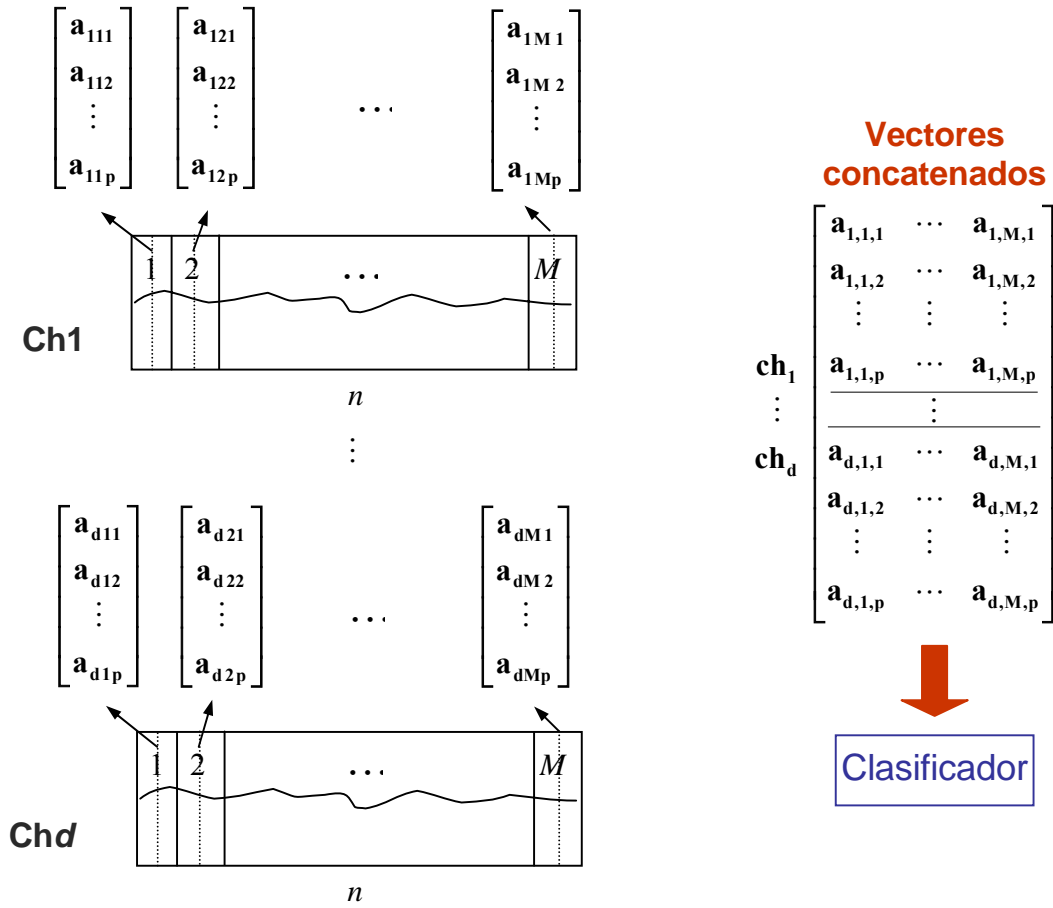 a111 a121 a1M1
a112 a122 a1M2
⋮ ⋮ … ⋮
a11p a12p a1Mp
1 2 … M
Ch1
n
⋮
ad11 ad21 adM1
ad12 ad22 adM2
⋮ ⋮ … ⋮
ad1p ad2p adMp
1 2 … M
Chd
n
Vectores
concatenados
a1,1,1 … a1,M,1
a1,1,2 … a1,M,2
⋮ ⋮ ⋮
ch1 a1,1,p … a1,M,p
⋮ ⋮
chd ad,1,1 … ad,M,1
ad,1,2 … ad,M,2
⋮ ⋮ ⋮
ad,1,p … ad,M,p
Clasificador